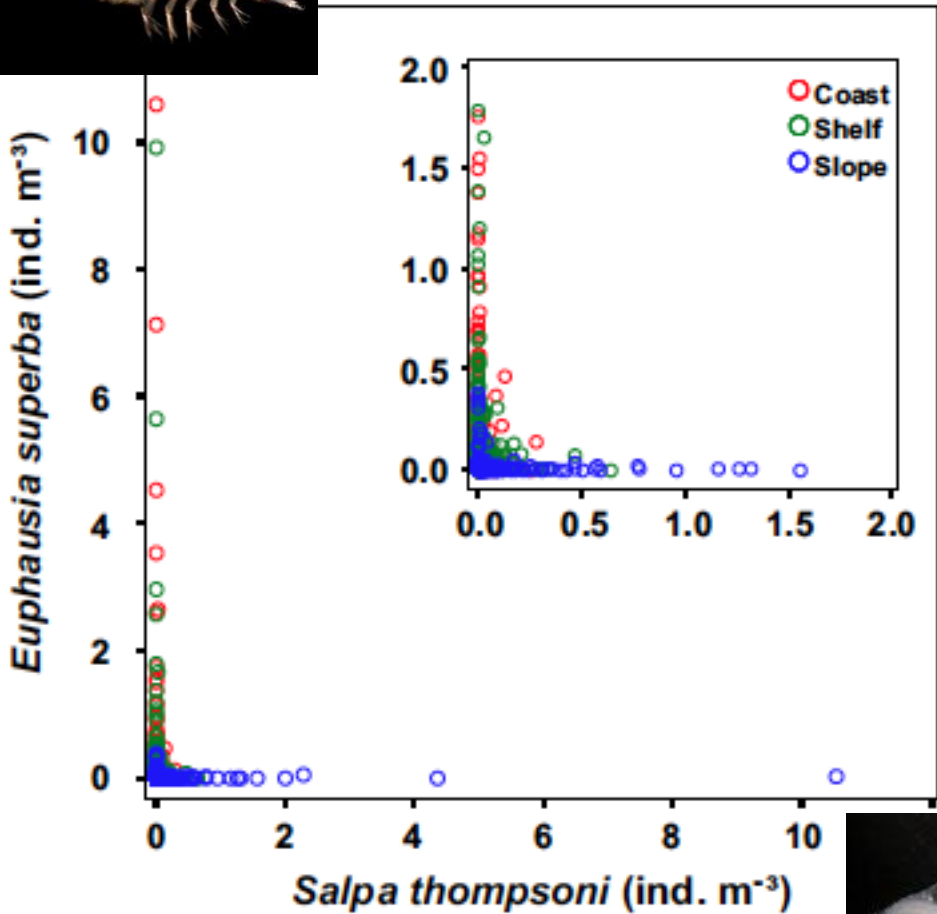 Euphausia superba (ind. m⁻³)
10
8
6
4
2
0
2.0
1.5
1.0
0.5
0.0
0.0 0.5 1.0 1.5 2.0
Coast
Shelf
Slope
0 2 4 6 8 10
Salpa thompsoni (ind. m⁻³)